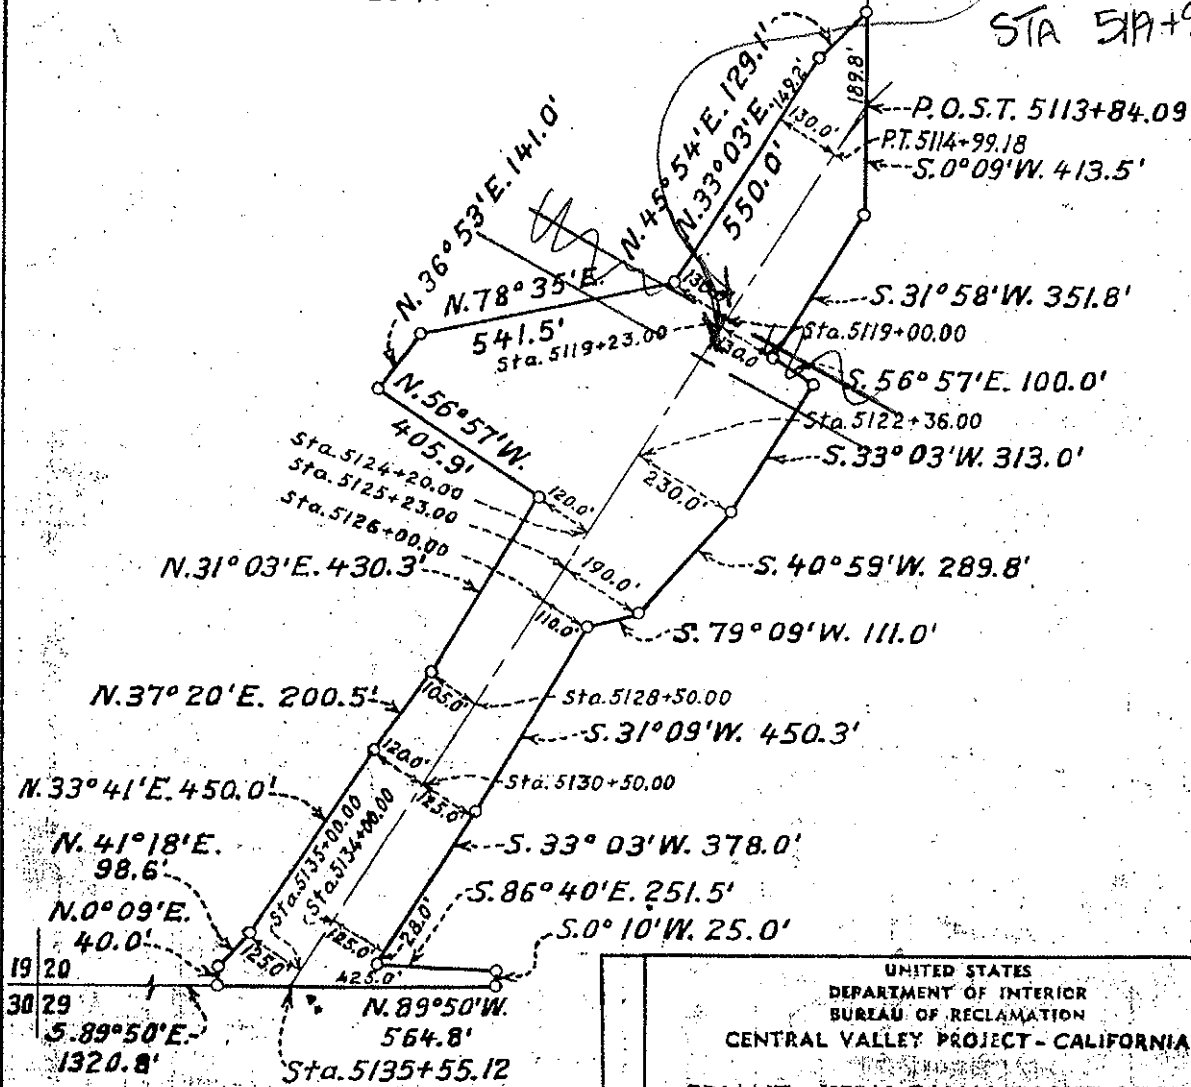 STA 5119+9
189.8'
P.O.S.T. 5113+84.09
P.T. 5114+99.18
S. 0° 09' W. 413.5'
N. 45° 54' E. 129.1'
149.2'
N. 33° 03' E.
550.0'
130.0'
N. 36° 53' E. 141.0'
N. 78° 35' E.
541.5'
130.0'
Sta. 5119+23.00
130.0'
S. 31° 58' W. 351.8'
Sta. 5119+00.00
S. 56° 57' E. 100.0'
Sta. 5122+36.00
S. 33° 03' W. 313.0'
N. 56° 57' W.
405.9'
Sta. 5124+20.00
Sta. 5125+23.00
Sta. 5126+00.00
120.0'
230.0'
190.0'
110.0'
S. 40° 59' W. 289.8'
S. 79° 09' W. 111.0'
N. 31° 03' E. 430.3'
N. 37° 20' E. 200.5'
105.0'
Sta. 5128+50.00
S. 31° 09' W. 450.3'
120.0'
Sta. 5130+50.00
125.0'
N. 33° 41' E. 450.0'
Sta. 5135+00.00
Sta. 5134+00.00
S. 33° 03' W. 378.0'
N. 41° 18' E.
98.6'
S. 86° 40' E. 251.5'
28.0'
N. 0° 09' E.
40.0'
S. 0° 10' W. 25.0'
125.0'
125.0'
425.0'
19 20
30 29
S. 89° 50' E.
1320.8'
N. 89° 50' W.
564.8'
Sta. 5135+55.12
UNITED STATES
DEPARTMENT OF INTERIOR
BUREAU OF RECLAMATION
CENTRAL VALLEY PROJECT - CALIFORNIA